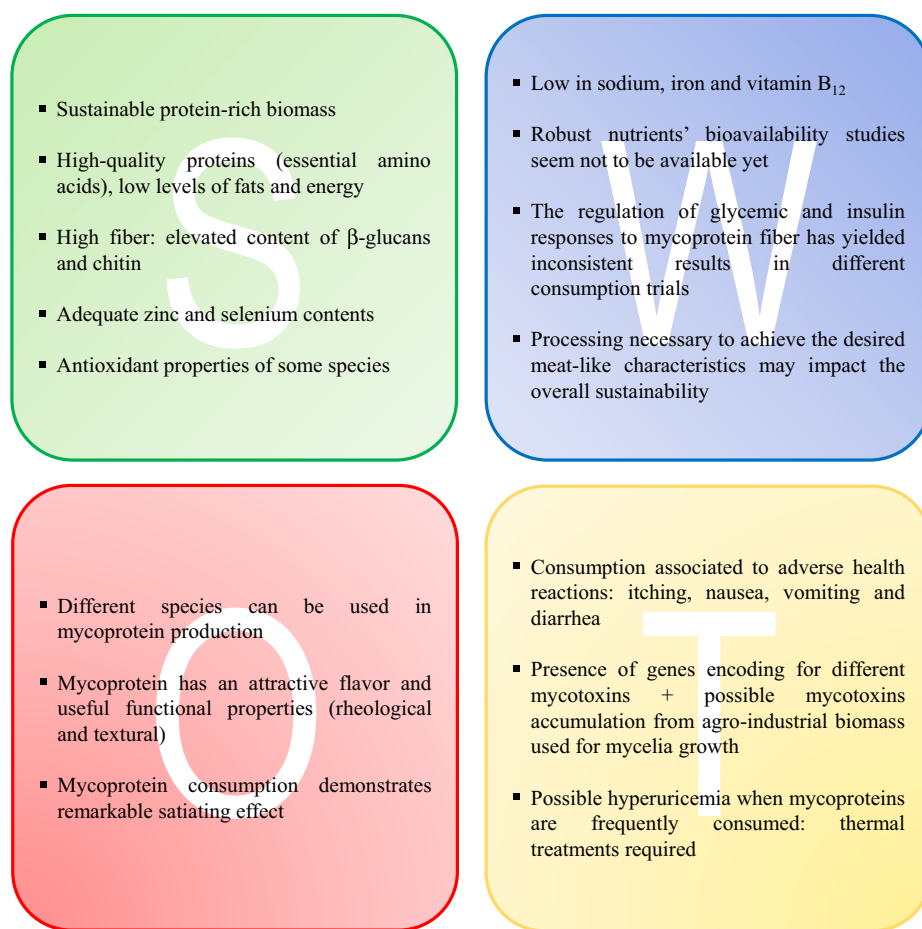 S
▪ Sustainable protein-rich biomass
▪ High-quality proteins (essential amino
acids), low levels of fats and energy
▪ High fiber: elevated content of β-glucans
and chitin
▪ Adequate zinc and selenium contents
▪ Antioxidant properties of some species
W
▪ Low in sodium, iron and vitamin B₁₂
▪ Robust nutrients’ bioavailability studies
seem not to be available yet
▪ The regulation of glycemic and insulin
responses to mycoprotein fiber has yielded
inconsistent results in different
consumption trials
▪ Processing necessary to achieve the desired
meat-like characteristics may impact the
overall sustainability
O
▪ Different species can be used in
mycoprotein production
▪ Mycoprotein has an attractive flavor and
useful functional properties (rheological
and textural)
▪ Mycoprotein consumption demonstrates
remarkable satiating effect
T
▪ Consumption associated to adverse health
reactions: itching, nausea, vomiting and
diarrhea
▪ Presence of genes encoding for different
mycotoxins + possible mycotoxins
accumulation from agro-industrial biomass
used for mycelia growth
▪ Possible hyperuricemia when mycoproteins
are frequently consumed: thermal
treatments required